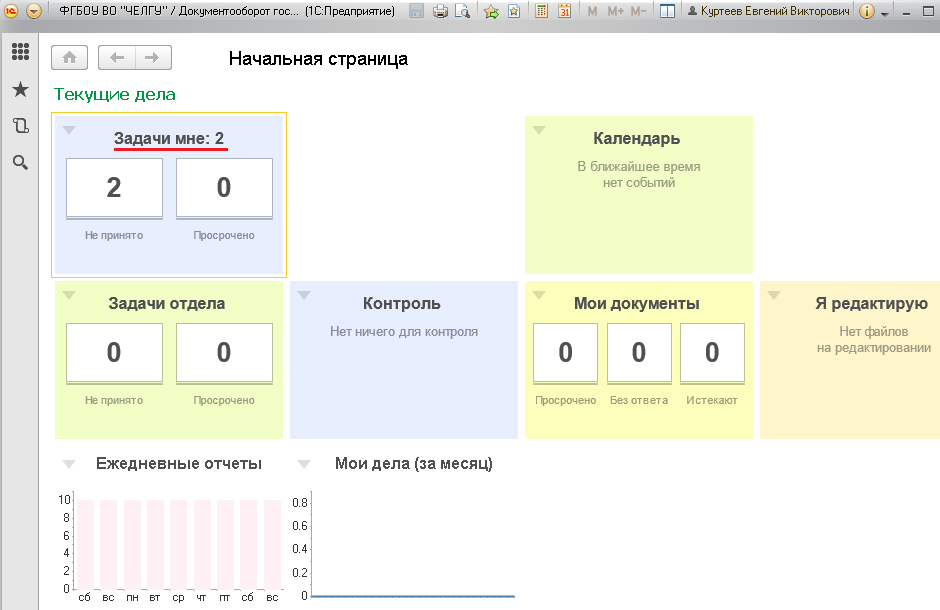 ФГБОУ ВО "ЧЕЛГУ" / Документооборот гос... (1С:Предприятие)
31
M M+ M-
Куртеев Евгений Викторович
Начальная страница
Текущие дела
Задачи мне: 2
2 0
Не принято Просрочено
Календарь
В ближайшее время
нет событий
Задачи отдела
0 0
Не принято Просрочено
Контроль
Нет ничего для контроля
Мои документы
0 0 0
Просрочено Без ответа Истекают
Я редактирую
Нет файлов
на редактировании
Ежедневные отчеты
10
8
6
4
2
0
сб вс пн вт ср чт пт сб вс
Мои дела (за месяц)
0.8
0.6
0.4
0.2
0